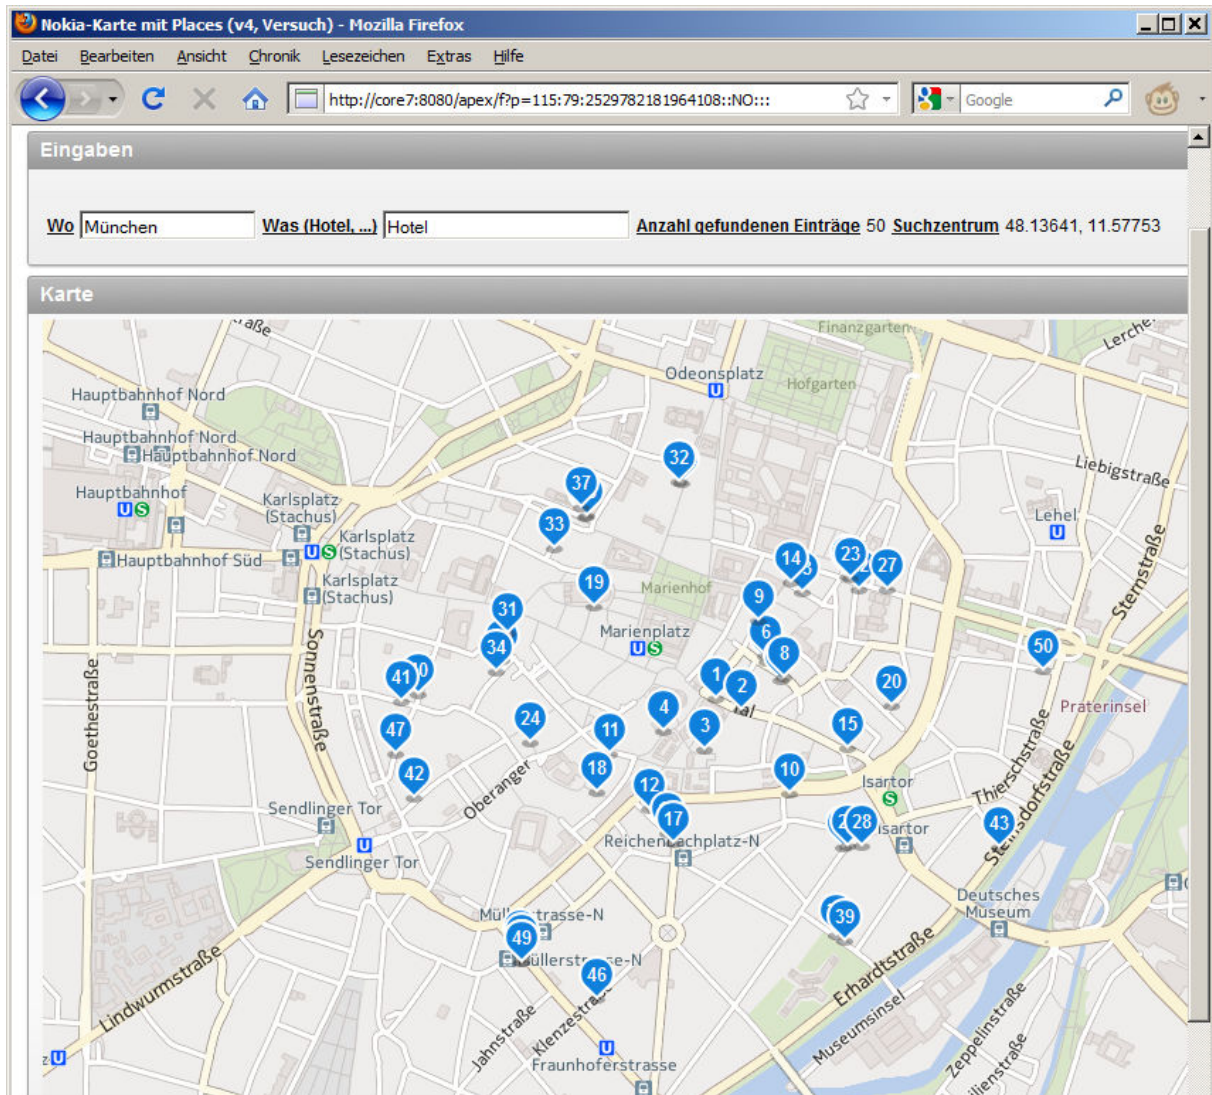 Nokia-Karte mit Places (v4, Versuch) - Mozilla Firefox
Datei Bearbeiten Ansicht Chronik Lesezeichen Extras Hilfe
http://core7:8080/apex/f?p=115:79:2529782181964108::NO::: Google
Eingaben
Wo München Was (Hotel, ...) Hotel Anzahl gefundenen Einträge 50 Suchzentrum 48.13641, 11.57753
Karte
Finanzgarten
Odeonsplatz
U
Hofgarten
Hauptbahnhof Nord
Hauptbahnhof Nord
Hauptbahnhof Nord
32
Liebigstraße
37
Hauptbahnhof
U S
Karlsplatz
(Stachus)
33
Lehel
U
Karlsplatz
(Stachus)
U S
Hauptbahnhof Süd
14
23
27
Karlsplatz
(Stachus)
19
Marienhof
9
Sternstraße
31
Marienplatz
U S
6
34
8
50
Sonnenstraße
41
1
2
20
Goethestraße
4
Praterinsel
47
24
11
3
15
42
18
10
Oberanger
12
Isartor
S
Thierschstraße
Steinsdorfstraße
Sendlinger Tor
17
28
43
U
Sendlinger Tor
Deutsches
Museum
39
49
46
Lindwurmstraße
Erhardtstraße
Jahnstraße
Museumsinsel
Zeppelinstraße
U
Fraunhoferstrasse
U